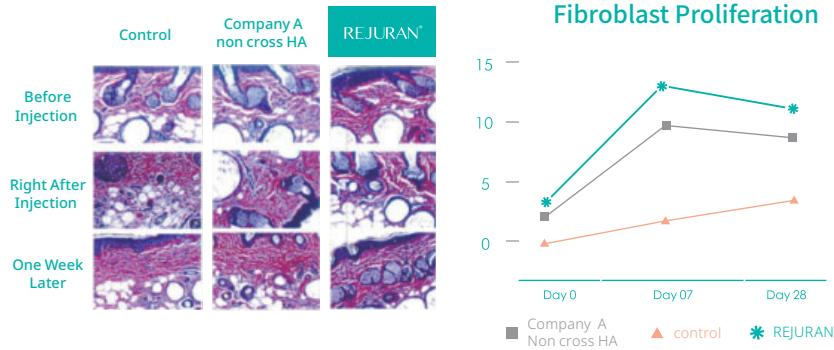 Control
Company A
non cross HA
REJURAN®
Before
Injection
Right After
Injection
One Week
Later
Fibroblast Proliferation
15
10
5
0
Day 0
Day 07
Day 28
Company A
Non cross HA
control
REJURAN